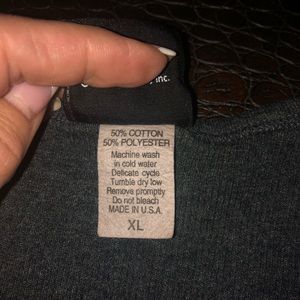 inc.
50% COTTON
50% POLYESTER
Machine wash
in cold water
Delicate cycle
Tumble dry low
Remove promptly
Do not bleach
MADE IN U.S.A.
XL